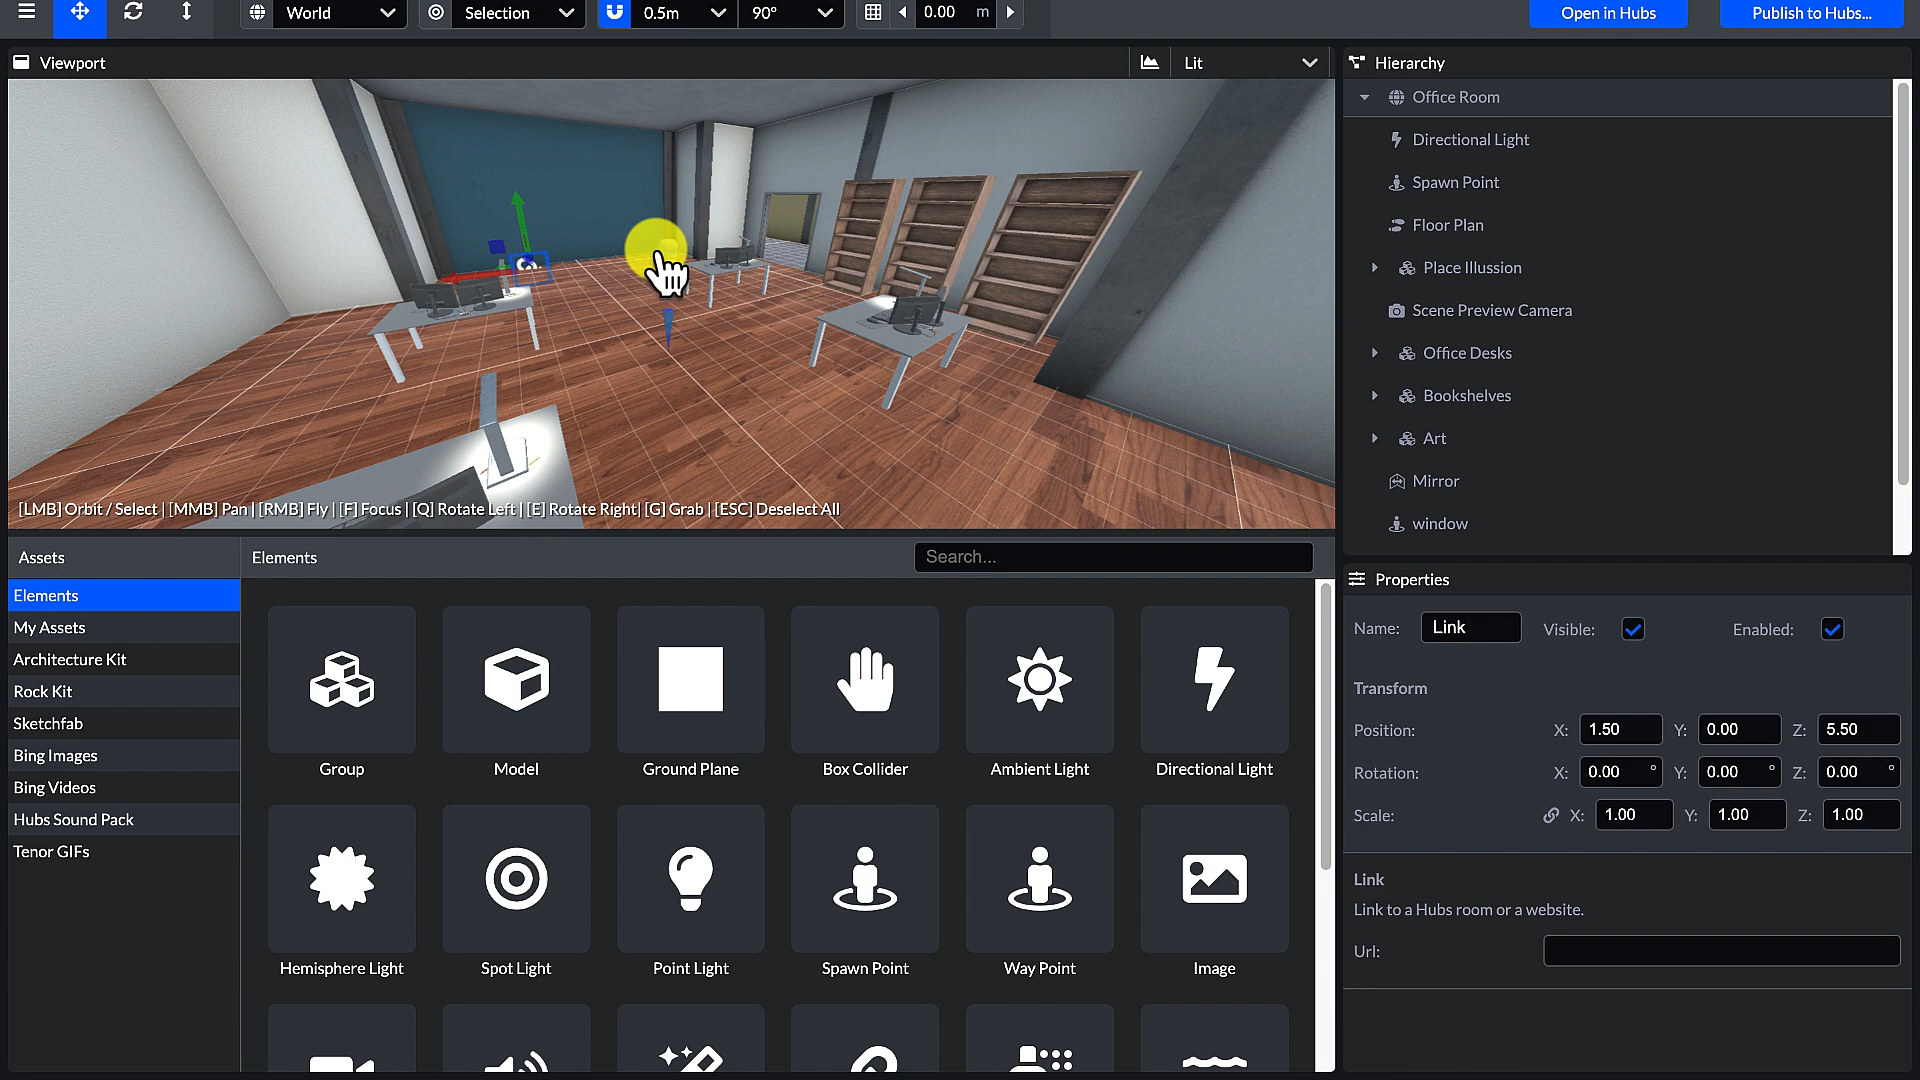 World
Selection
0.5m
90°
0.00 m
Open in Hubs
Publish to Hubs...
Viewport
Lit
[LMB] Orbit / Select | [MMB] Pan | [RMB] Fly | [F] Focus | [Q] Rotate Left | [E] Rotate Right| [G] Grab | [ESC] Deselect All
Hierarchy
Office Room
Directional Light
Spawn Point
Floor Plan
Place Illussion
Scene Preview Camera
Office Desks
Bookshelves
Art
Mirror
window
Assets
Elements
My Assets
Architecture Kit
Rock Kit
Sketchfab
Bing Images
Bing Videos
Hubs Sound Pack
Tenor GIFs
Elements
Search...
Group
Model
Ground Plane
Box Collider
Ambient Light
Directional Light
Hemisphere Light
Spot Light
Point Light
Spawn Point
Way Point
Image
Properties
Name: Link Visible: Enabled:
Transform
Position: X: 1.50 Y: 0.00 Z: 5.50
Rotation: X: 0.00 ° Y: 0.00 ° Z: 0.00 °
Scale: X: 1.00 Y: 1.00 Z: 1.00
Link
Link to a Hubs room or a website.
Url: